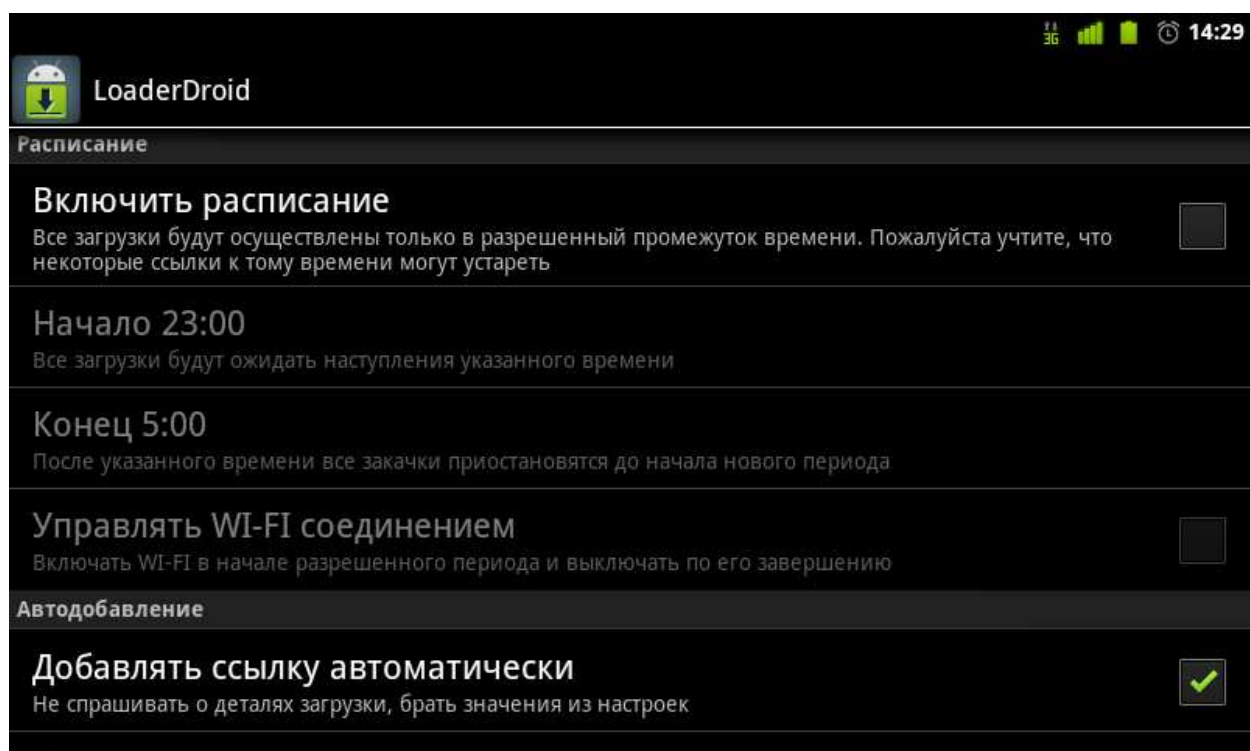 3G 14:29
LoaderDroid
Расписание
Включить расписание
Все загрузки будут осуществлены только в разрешенный промежуток времени. Пожалуйста учтите, что
некоторые ссылки к тому времени могут устареть
Начало 23:00
Все загрузки будут ожидать наступления указанного времени
Конец 5:00
После указанного времени все закачки приостановятся до начала нового периода
Управлять WI-FI соединением
Включать WI-FI в начале разрешенного периода и выключать по его завершению
Автодобавление
Добавлять ссылку автоматически
Не спрашивать о деталях загрузки, брать значения из настроек